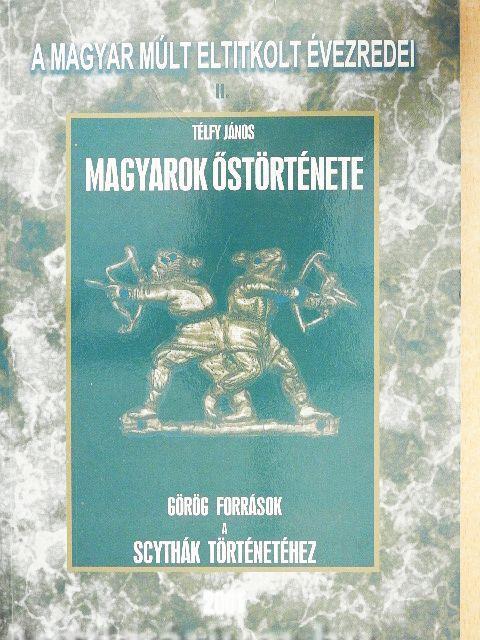 A MAGYAR MÚLT ELTITKOLT ÉVEZREDEI
II.
TÉLFY JÁNOS
MAGYAROK ŐSTÖRTÉNETE
GÖRÖG FORRÁSOK
A
SCYTHÁK TÖRTÉNETÉHEZ